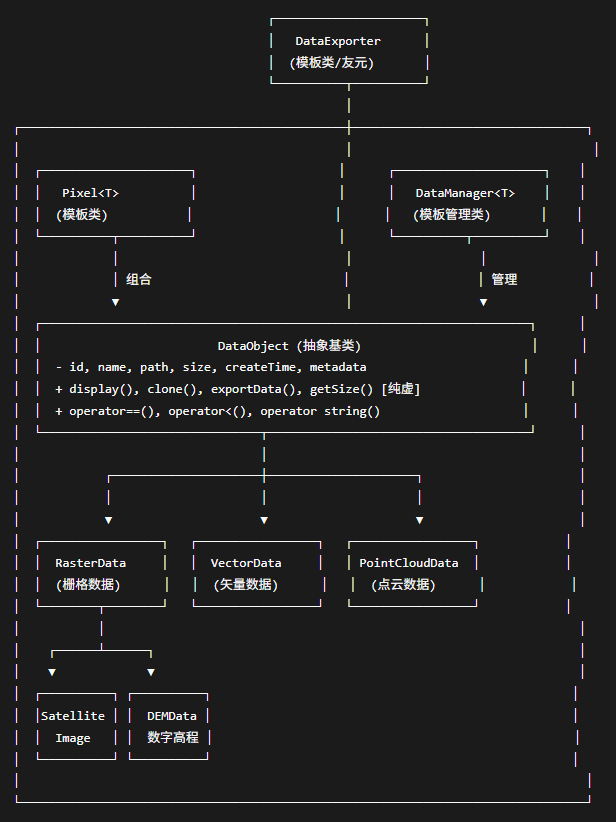 DataExporter
(模板类/友元)
Pixel<T> DataManager<T>
(模板类) (模板管理类)
组合 管理
DataObject (抽象基类)
- id, name, path, size, createTime, metadata
+ display(), clone(), exportData(), getSize() [纯虚]
+ operator==(), operator<(), operator string()
RasterData VectorData PointCloudData
(栅格数据) (矢量数据) (点云数据)
Satellite DEMData
Image 数字高程